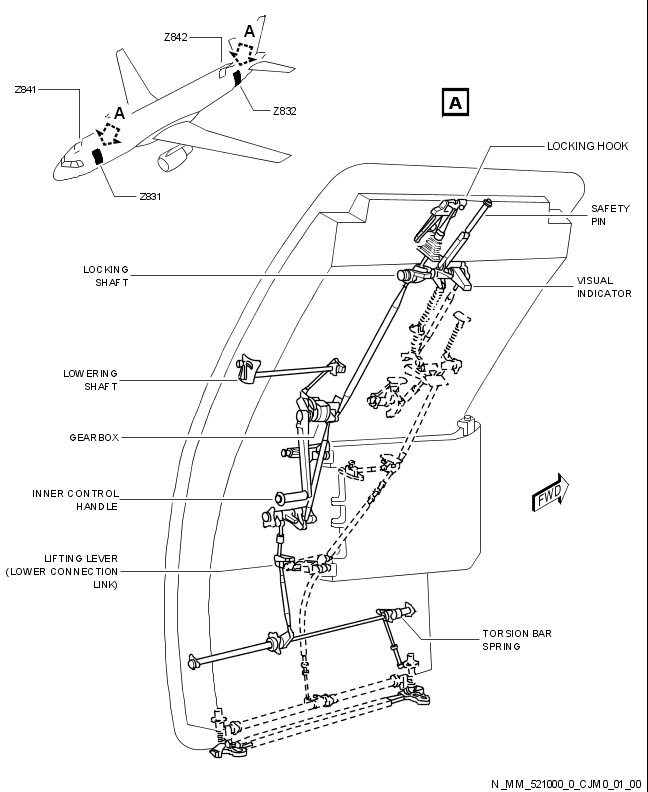 Z842
A
Z841
A
Z832
Z831
A
LOCKING HOOK
SAFETY
PIN
LOCKING
SHAFT
VISUAL
INDICATOR
LOWERING
SHAFT
GEARBOX
INNER CONTROL
HANDLE
FWD
LIFTING LEVER
(LOWER CONNECTION
LINK)
TORSION BAR
SPRING
N_MM_521000_0_CJM0_01_00